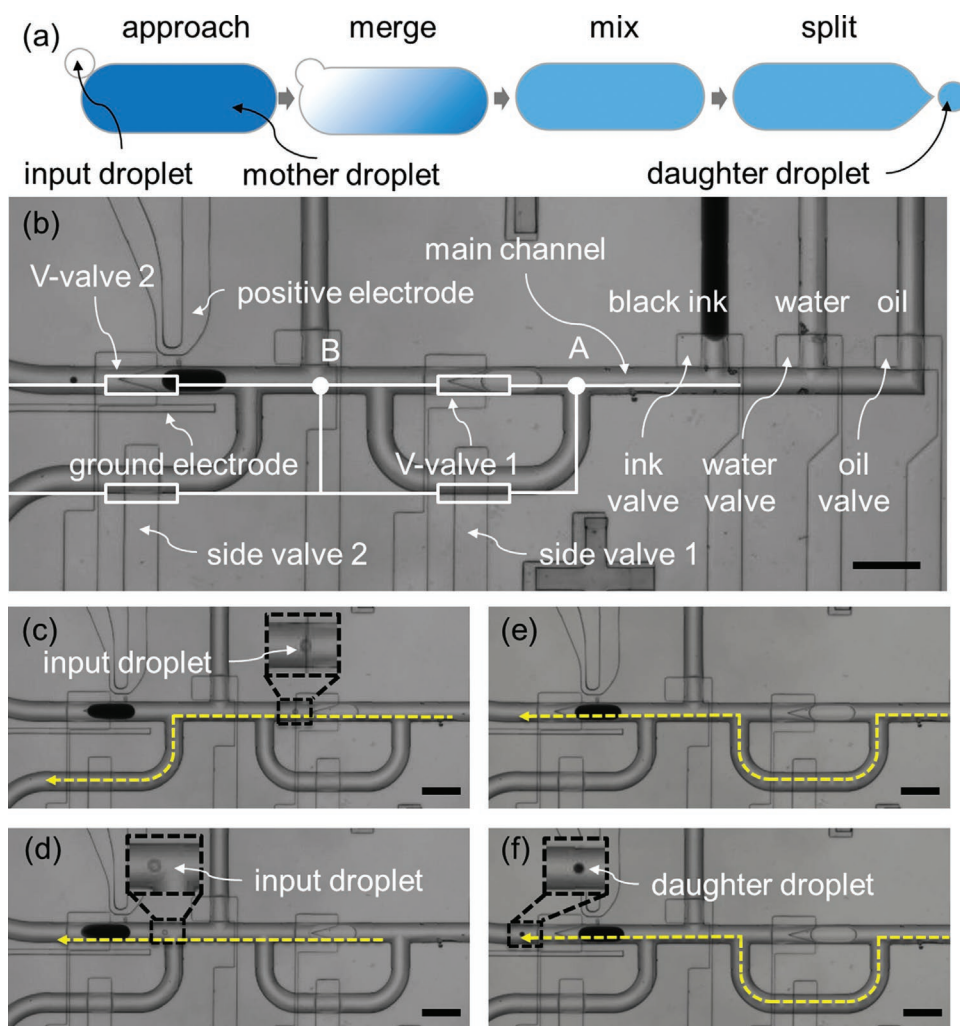 (a)
approach
merge
mix
split
input droplet
mother droplet
daughter droplet
(b)
V-valve 2
positive electrode
main channel
black ink
water
oil
B
A
ground electrode
V-valve 1
ink valve
water valve
oil valve
side valve 2
side valve 1
(c)
input droplet
(e)
(d)
input droplet
(f)
daughter droplet